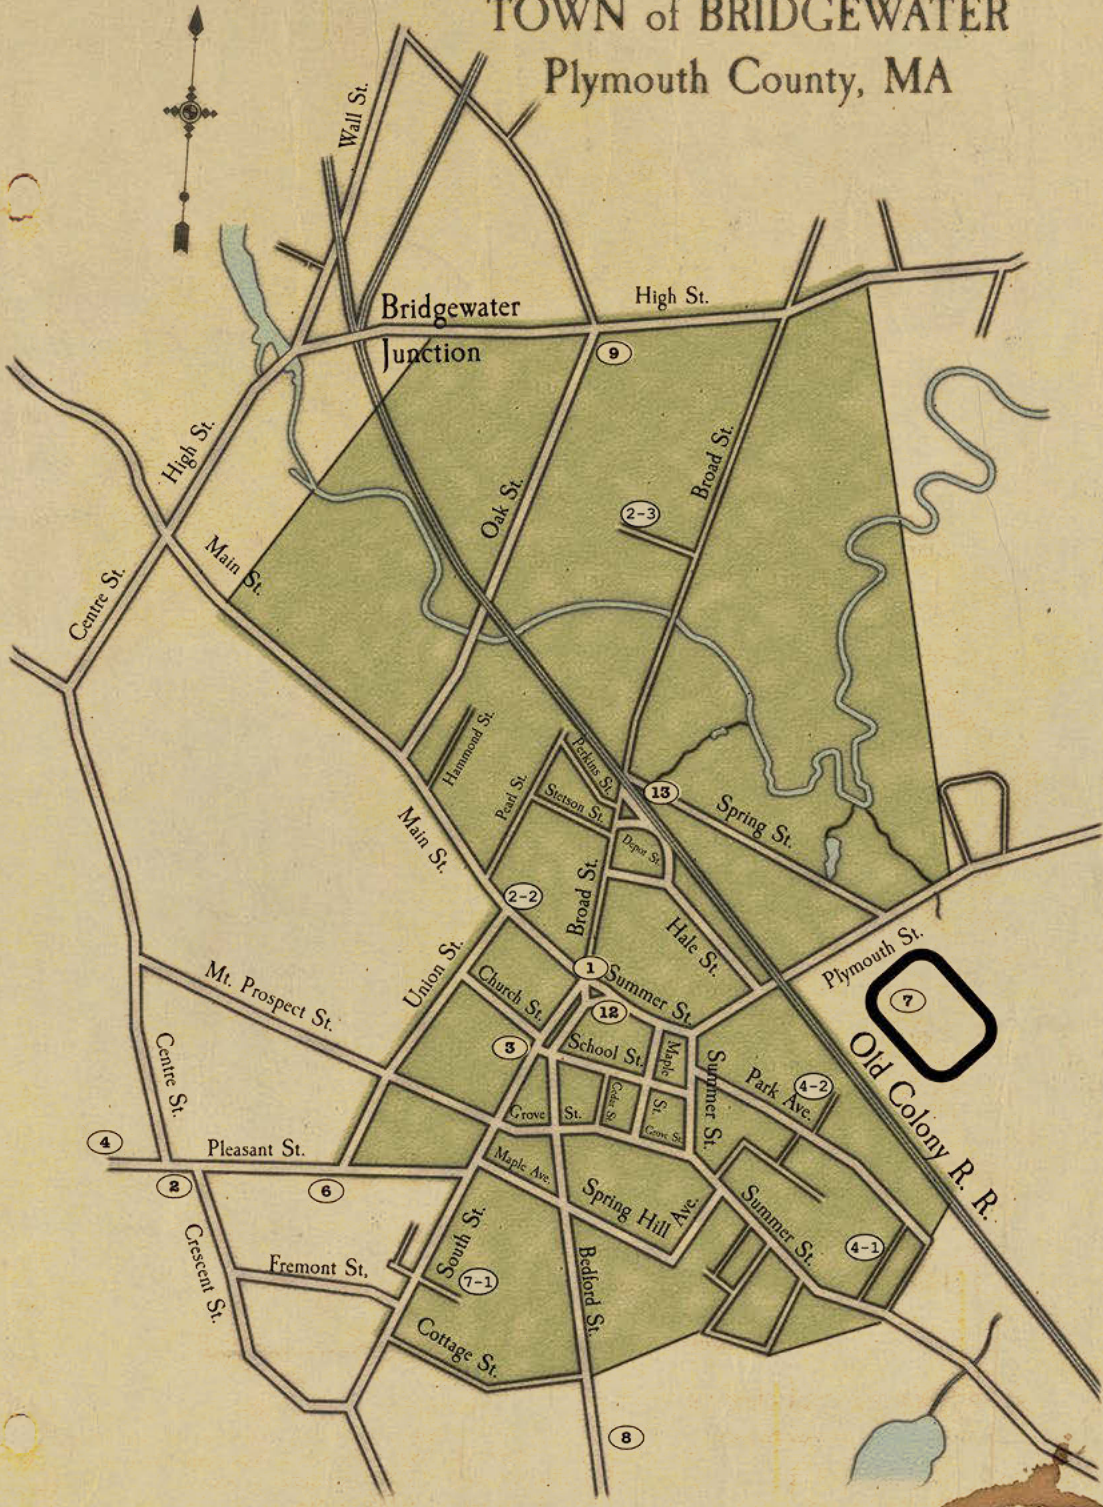 TOWN of BRIDGEWATER
Plymouth County, MA
Wall St.
Bridgewater
Junction
High St.
9
High St.
Oak St.
Broad St.
2-3
Main St.
Centre St.
Hammond St.
Pearl St.
Perkins St.
Stetson St.
13
Spring St.
Main St.
Depot St.
2-2
Broad St.
Hale St.
Plymouth St.
7
Union St.
Church St.
1
Summer St.
12
Mt. Prospect St.
3
School St.
Maple
St.
Summer St.
Old Colony R. R.
Park Ave.
4-2
Centre St.
Grove St.
Cedar St.
Grove St.
4
Pleasant St.
2
6
Maple Ave.
Spring Hill
Ave.
Summer St.
4-1
Crescent St.
Fremont St,
South St.
7-1
Bedford St.
Cottage St.
8